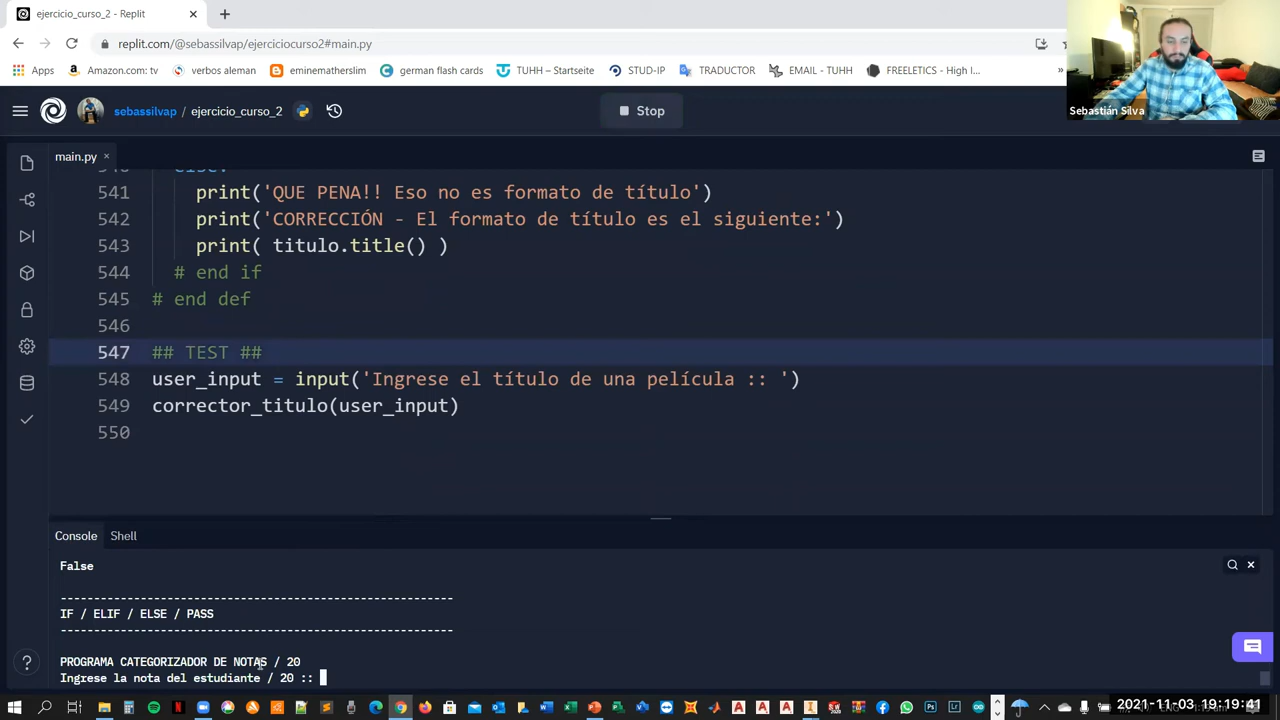 ejercicio_curso_2 - Replit
replit.com/@sebassilvap/ejerciciocurso2#main.py
Apps
Amazon.com: tv
verbos aleman
eminematherslim
german flash cards
TUHH – Startseite
STUD-IP
TRADUCTOR
EMAIL - TUHH
FREELETICS - High I...
Sebastián Silva
sebassilvap / ejercicio_curso_2
Stop
main.py
else:
541 print('QUE PENA!! Eso no es formato de título')
542 print('CORRECCIÓN - El formato de título es el siguiente:')
543 print( titulo.title() )
544 # end if
545 # end def
546
547 ## TEST ##
548 user_input = input('Ingrese el título de una película :: ')
549 corrector_titulo(user_input)
550
Console Shell
False
------------------------------------------------------------
IF / ELIF / ELSE / PASS
------------------------------------------------------------
PROGRAMA CATEGORIZADOR DE NOTAS / 20
Ingrese la nota del estudiante / 20 ::
2021-11-03 19:19:41